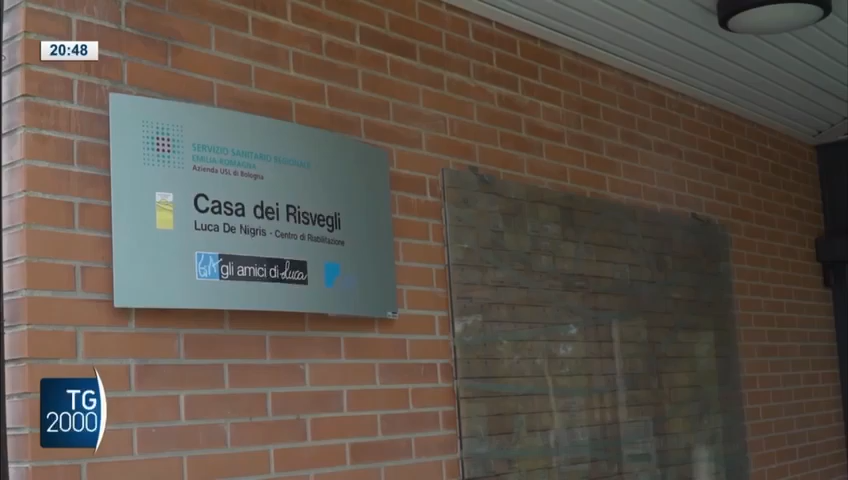 20:48
SERVIZIO SANITARIO REGIONALE
EMILIA-ROMAGNA
Azienda USL di Bologna
Casa dei Risvegli
Luca De Nigris - Centro di Riabilitazione
gli amici di Luca
TG
2000